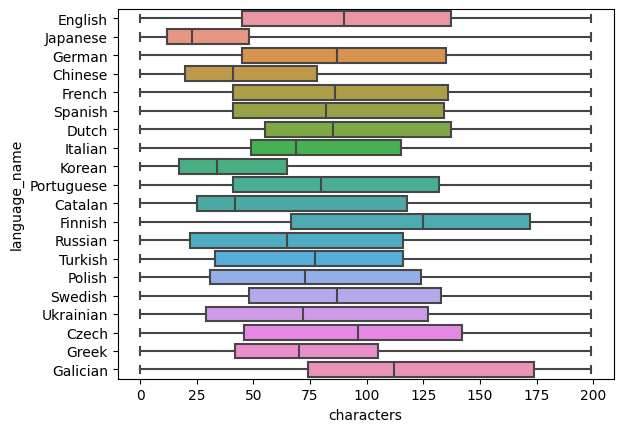 English
Japanese
German
Chinese
French
Spanish
Dutch
Italian
Korean
Portuguese
Catalan
Finnish
Russian
Turkish
Polish
Swedish
Ukrainian
Czech
Greek
Galician
language_name
0 25 50 75 100 125 150 175 200
characters